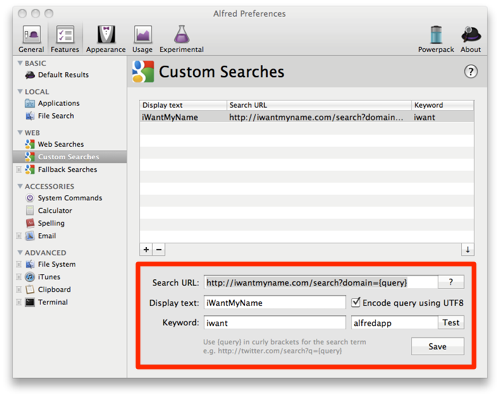 Alfred Preferences
General Features Appearance Usage Experimental Powerpack About
BASIC
Default Results
LOCAL
Applications
File Search
WEB
Web Searches
Custom Searches
Fallback Searches
ACCESSORIES
System Commands
Calculator
Spelling
Email
ADVANCED
File System
iTunes
Clipboard
Terminal
Custom Searches ?
Display text Search URL Keyword
iWantMyName http://iwantmyname.com/search?domain... iwant
+ − ↓
Search URL: http://iwantmyname.com/search?domain={query} ?
Display text: iWantMyName Encode query using UTF8
Keyword: iwant alfredapp Test
Use {query} in curly brackets for the search term
e.g. http://twitter.com/search?q={query}
Save